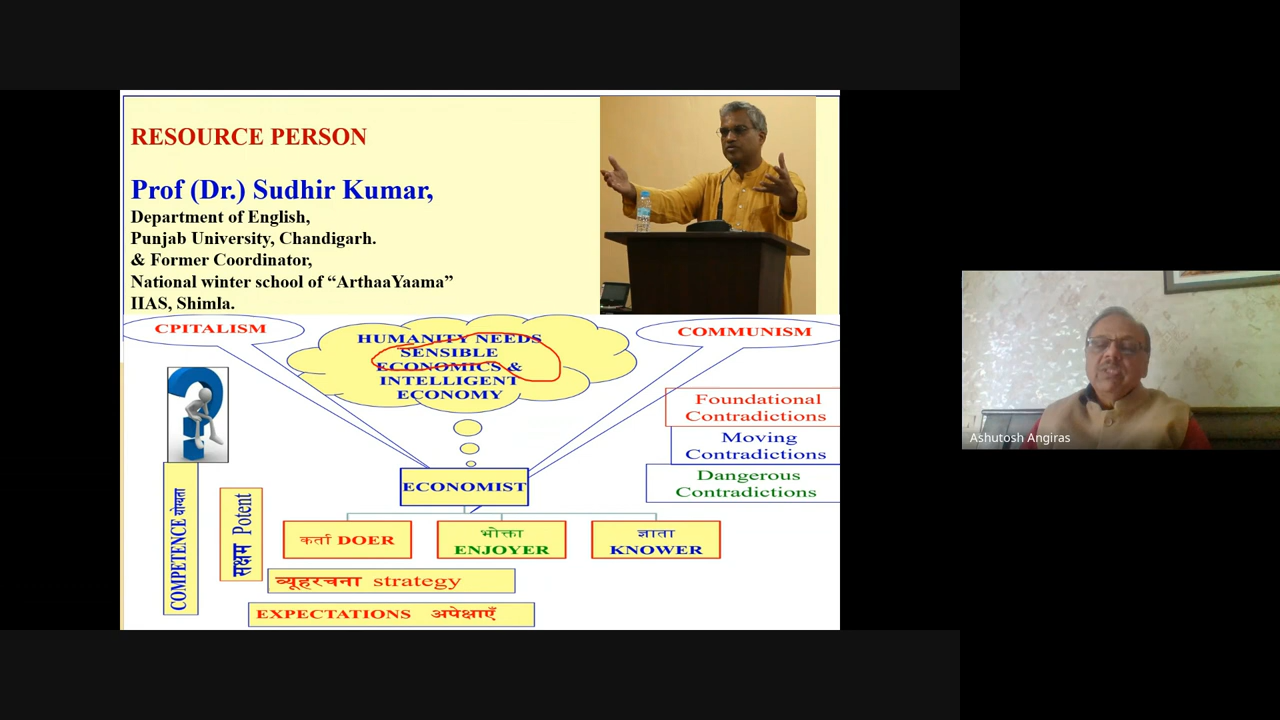 RESOURCE PERSON
Prof (Dr.) Sudhir Kumar,
Department of English,
Punjab University, Chandigarh.
& Former Coordinator,
National winter school of “ArthaaYaama”
IIAS, Shimla.
CPITALISM
HUMANITY NEEDS
SENSIBLE
ECONOMICS &
INTELLIGENT
ECONOMY
COMMUNISM
Foundational
Contradictions
Moving
Contradictions
Dangerous
Contradictions
ECONOMIST
COMPETENCE योग्यता
सक्षम Potent
कर्ता DOER
भोक्ता
ENJOYER
ज्ञाता
KNOWER
व्यूहरचना strategy
EXPECTATIONS अपेक्षाएँ
Ashutosh Angiras